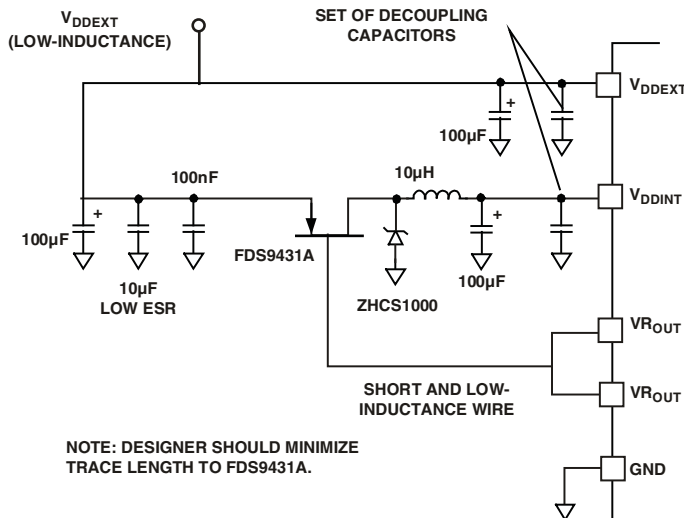 VDDEXT
(LOW-INDUCTANCE)
SET OF DECOUPLING
CAPACITORS
VDDEXT
+
100µF
100nF
10µH
VDDINT
+
100µF
FDS9431A
+
100µF
10µF
LOW ESR
ZHCS1000
VROUT
SHORT AND LOW-
INDUCTANCE WIRE
VROUT
NOTE: DESIGNER SHOULD MINIMIZE
TRACE LENGTH TO FDS9431A.
GND